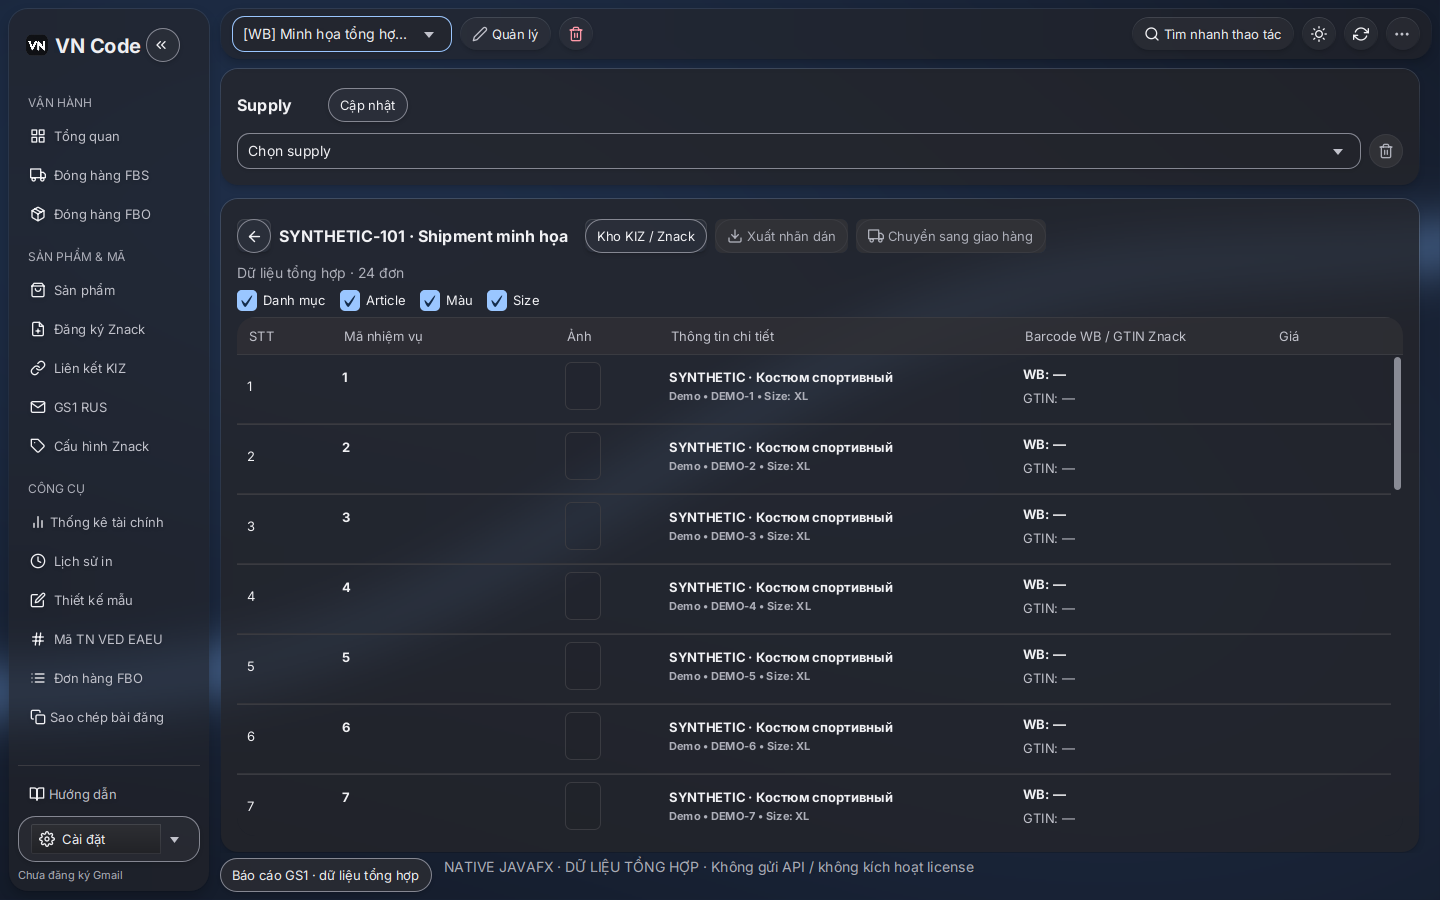 VN VN Code
VẬN HÀNH
Tổng quan
Đóng hàng FBS
Đóng hàng FBO
SẢN PHẨM & MÃ
Sản phẩm
Đăng ký Znack
Liên kết KIZ
GS1 RUS
Cấu hình Znack
CÔNG CỤ
Thống kê tài chính
Lịch sử in
Thiết kế mẫu
Mã TN VED EAEU
Đơn hàng FBO
Sao chép bài đăng
Hướng dẫn
Cài đặt
Chưa đăng ký Gmail
[WB] Minh họa tổng hợ... Quản lý Tìm nhanh thao tác
Supply Cập nhật
Chọn supply
SYNTHETIC-101 · Shipment minh họa Kho KIZ / Znack Xuất nhãn dán Chuyển sang giao hàng
Dữ liệu tổng hợp · 24 đơn
Danh mục Article Màu Size
STT Mã nhiệm vụ Ảnh Thông tin chi tiết Barcode WB / GTIN Znack Giá
1 1 SYNTHETIC · Костюм спортивный WB: —
Demo • DEMO-1 • Size: XL GTIN: —
2 2 SYNTHETIC · Костюм спортивный WB: —
Demo • DEMO-2 • Size: XL GTIN: —
3 3 SYNTHETIC · Костюм спортивный WB: —
Demo • DEMO-3 • Size: XL GTIN: —
4 4 SYNTHETIC · Костюм спортивный WB: —
Demo • DEMO-4 • Size: XL GTIN: —
5 5 SYNTHETIC · Костюм спортивный WB: —
Demo • DEMO-5 • Size: XL GTIN: —
6 6 SYNTHETIC · Костюм спортивный WB: —
Demo • DEMO-6 • Size: XL GTIN: —
7 7 SYNTHETIC · Костюм спортивный WB: —
Demo • DEMO-7 • Size: XL GTIN: —
Báo cáo GS1 · dữ liệu tổng hợp NATIVE JAVAFX · DỮ LIỆU TỔNG HỢP · Không gửi API / không kích hoạt license